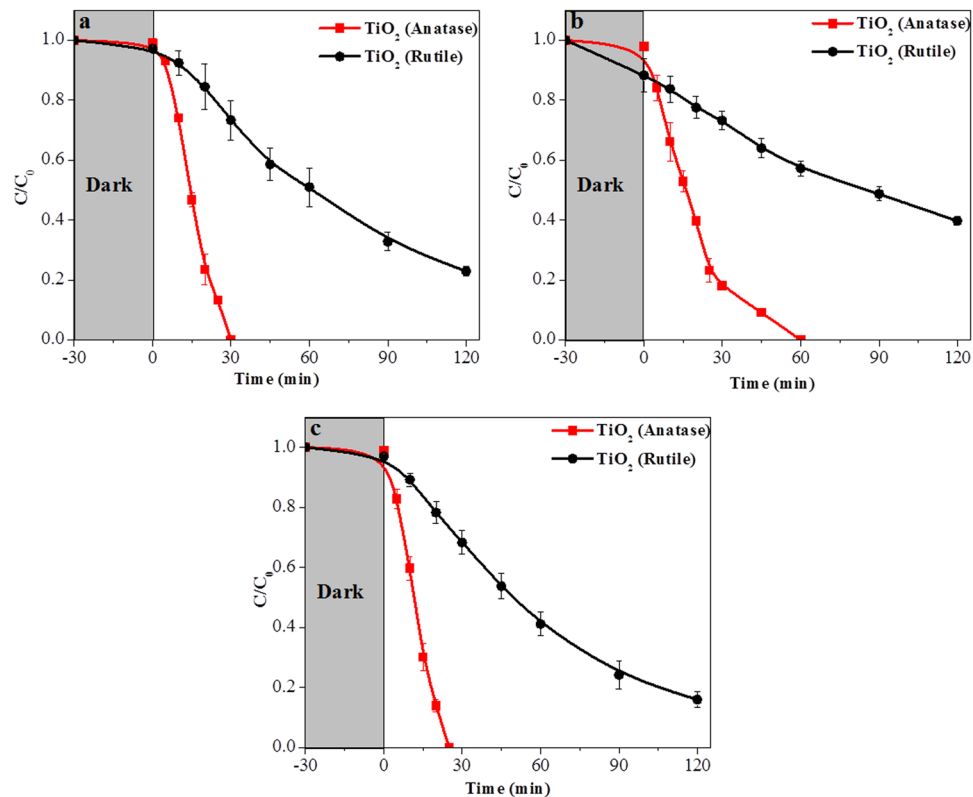 a
TiO₂ (Anatase)
TiO₂ (Rutile)
1.0
0.8
0.6
0.4
0.2
0.0
C/C₀
Dark
-30 0 30 60 90 120
Time (min)
b
TiO₂ (Anatase)
TiO₂ (Rutile)
1.0
0.8
0.6
0.4
0.2
0.0
C/C₀
Dark
-30 0 30 60 90 120
Time (min)
c
TiO₂ (Anatase)
TiO₂ (Rutile)
1.0
0.8
0.6
0.4
0.2
0.0
C/C₀
Dark
-30 0 30 60 90 120
Time (min)